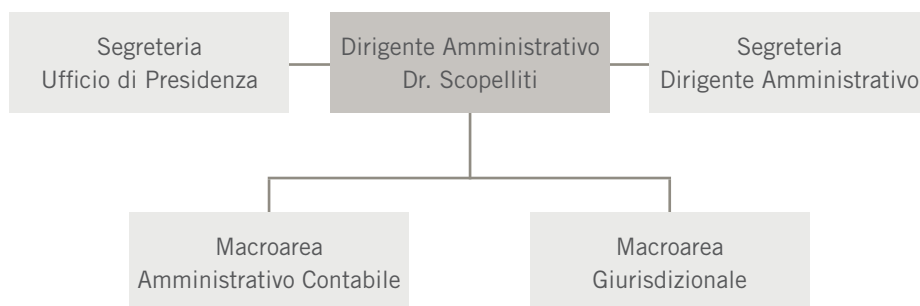 Segreteria
Ufficio di Presidenza
Dirigente Amministrativo
Dr. Scopelliti
Segreteria
Dirigente Amministrativo
Macroarea
Amministrativo Contabile
Macroarea
Giurisdizionale